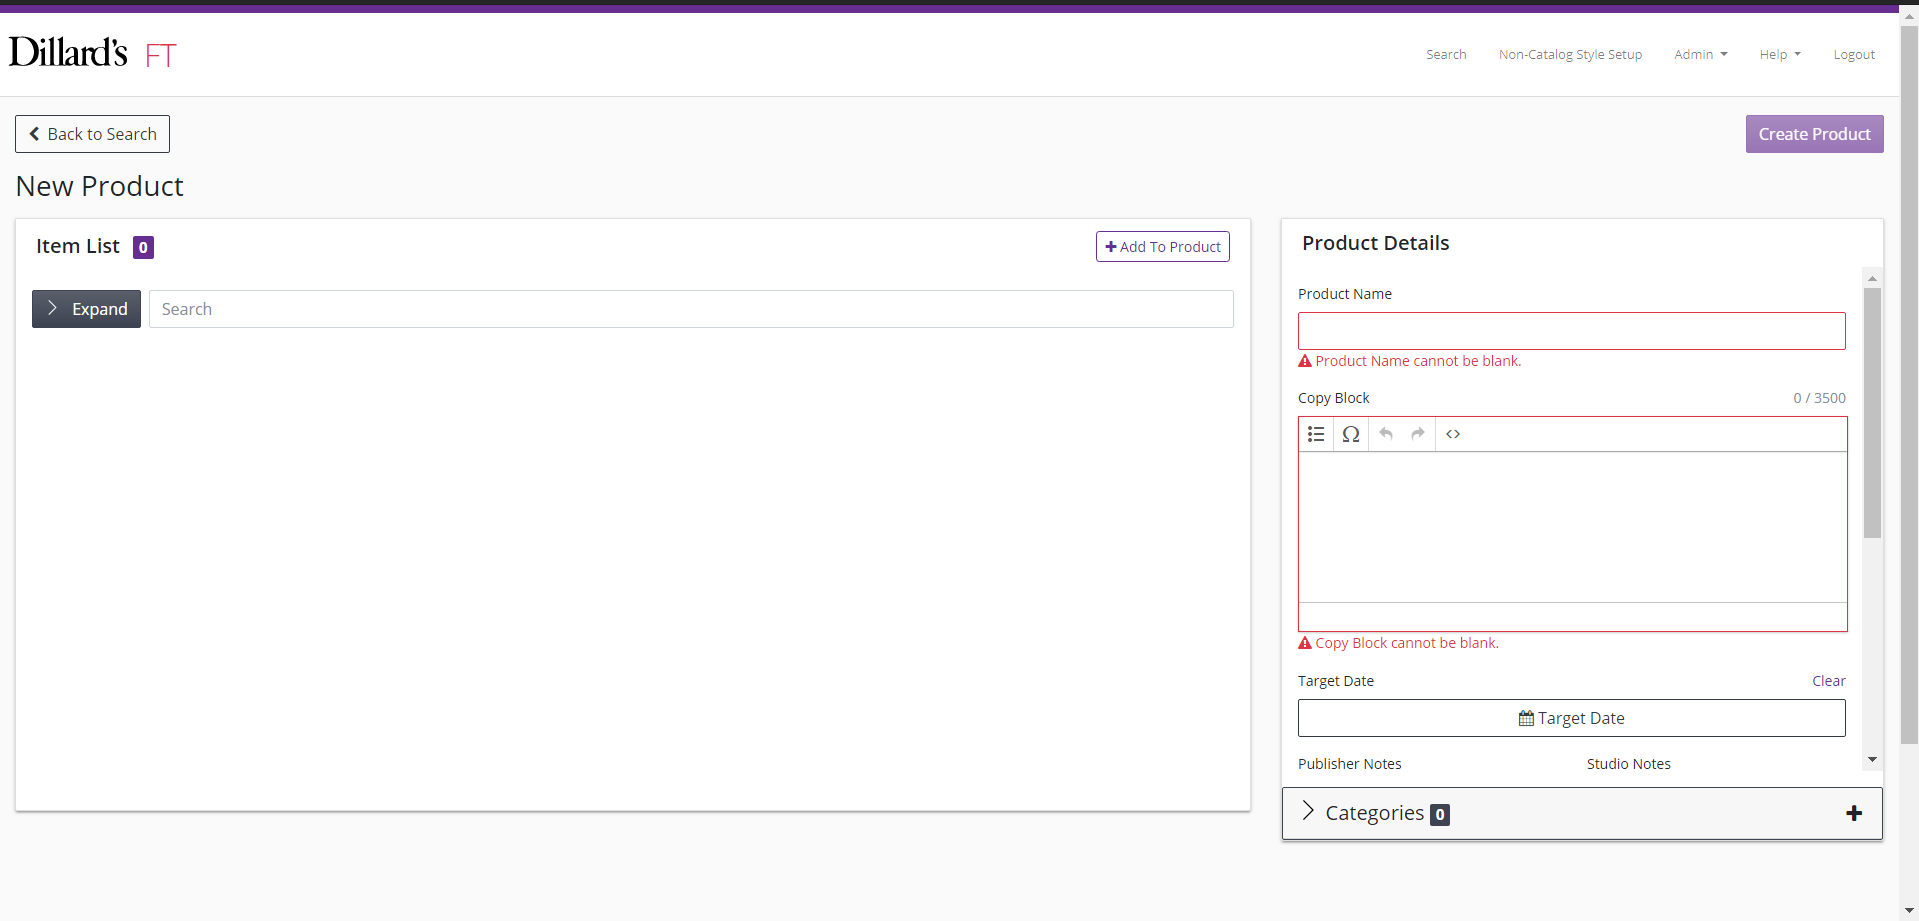 Dillard's FT
Search Non-Catalog Style Setup Admin Help Logout
Back to Search
Create Product
New Product
Item List 0
Add To Product
Expand
Search
Product Details
Product Name
Product Name cannot be blank.
Copy Block 0 / 3500
Ω <>
Copy Block cannot be blank.
Target Date Clear
Target Date
Publisher Notes Studio Notes
Categories 0